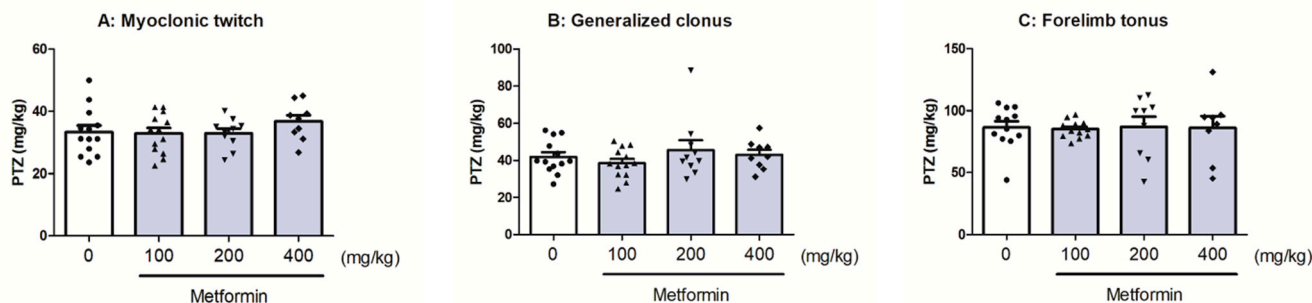 A: Myoclonic twitch
60
40
20
0
PTZ (mg/kg)
0 100 200 400 (mg/kg)
Metformin
B: Generalized clonus
100
80
60
40
20
0
PTZ (mg/kg)
0 100 200 400 (mg/kg)
Metformin
C: Forelimb tonus
150
100
50
0
PTZ (mg/kg)
0 100 200 400 (mg/kg)
Metformin